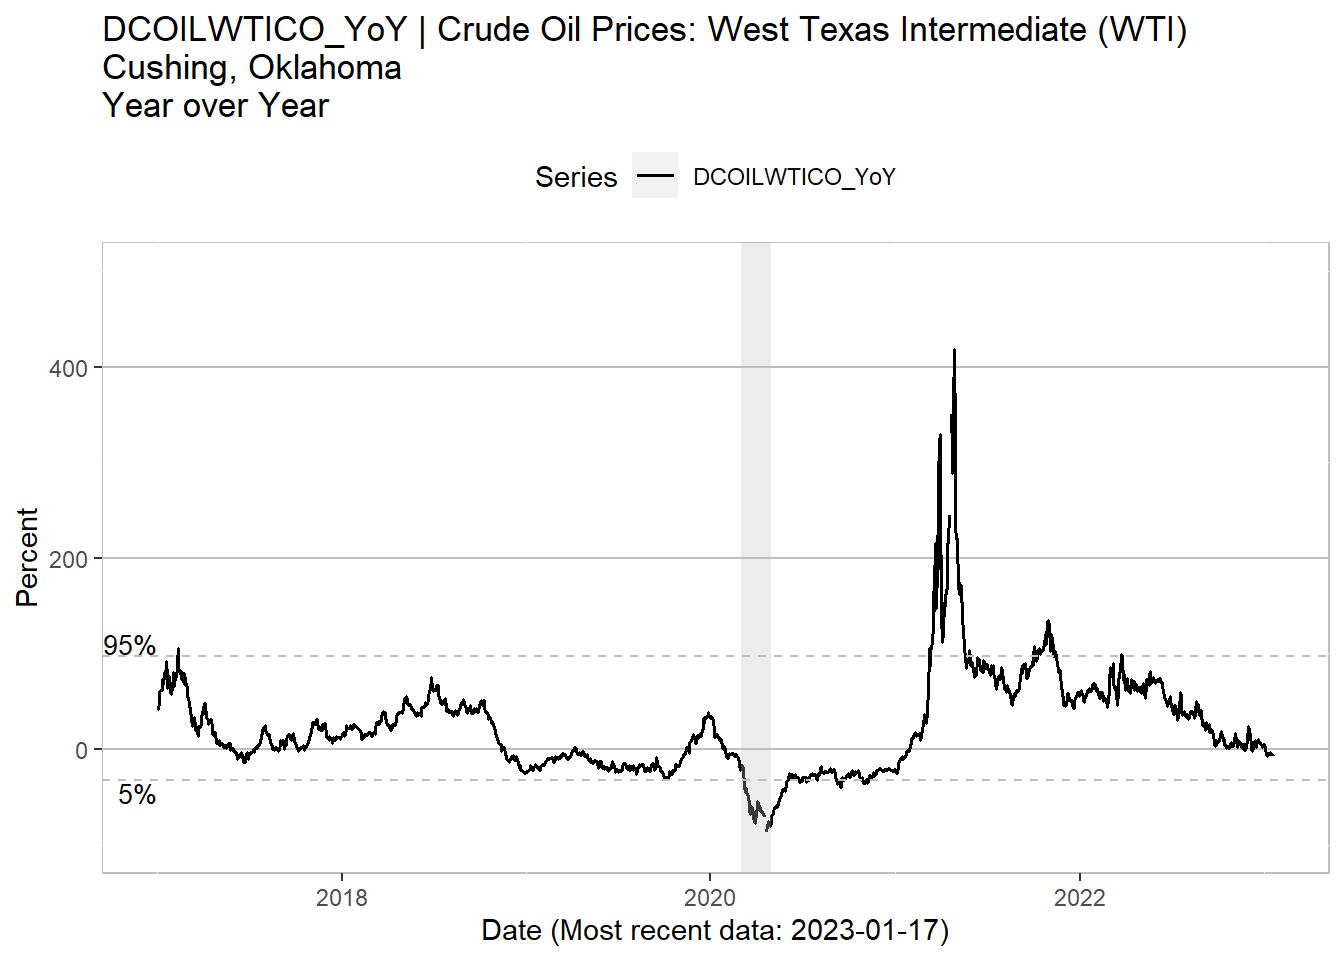 DCOILWTICO_YoY | Crude Oil Prices: West Texas Intermediate (WTI)
Cushing, Oklahoma
Year over Year
Series DCOILWTICO_YoY
400
200
0
95%
5%
Percent
2018 2020 2022
Date (Most recent data: 2023-01-17)